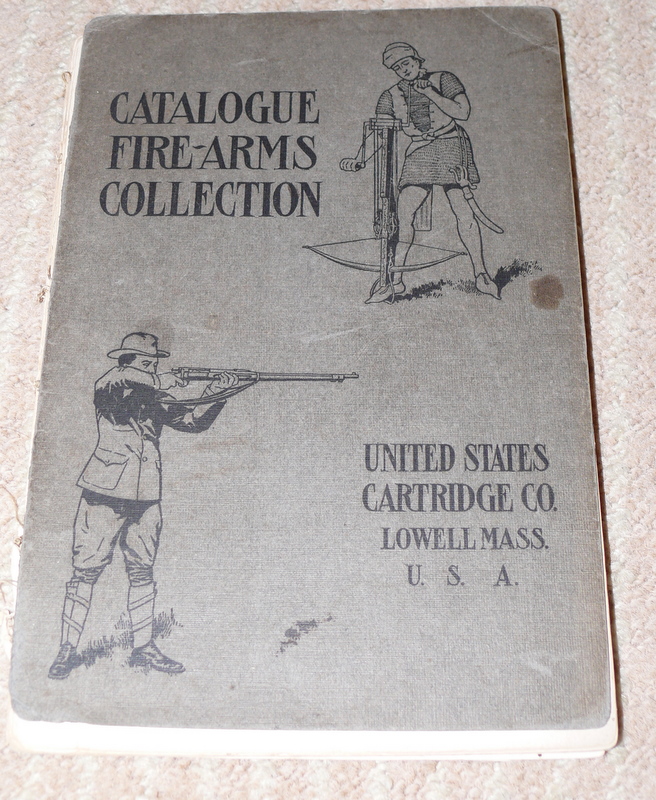 CATALOGUE
FIRE-ARMS
COLLECTION
UNITED STATES
CARTRIDGE CO.
LOWELL MASS.
U. S. A.